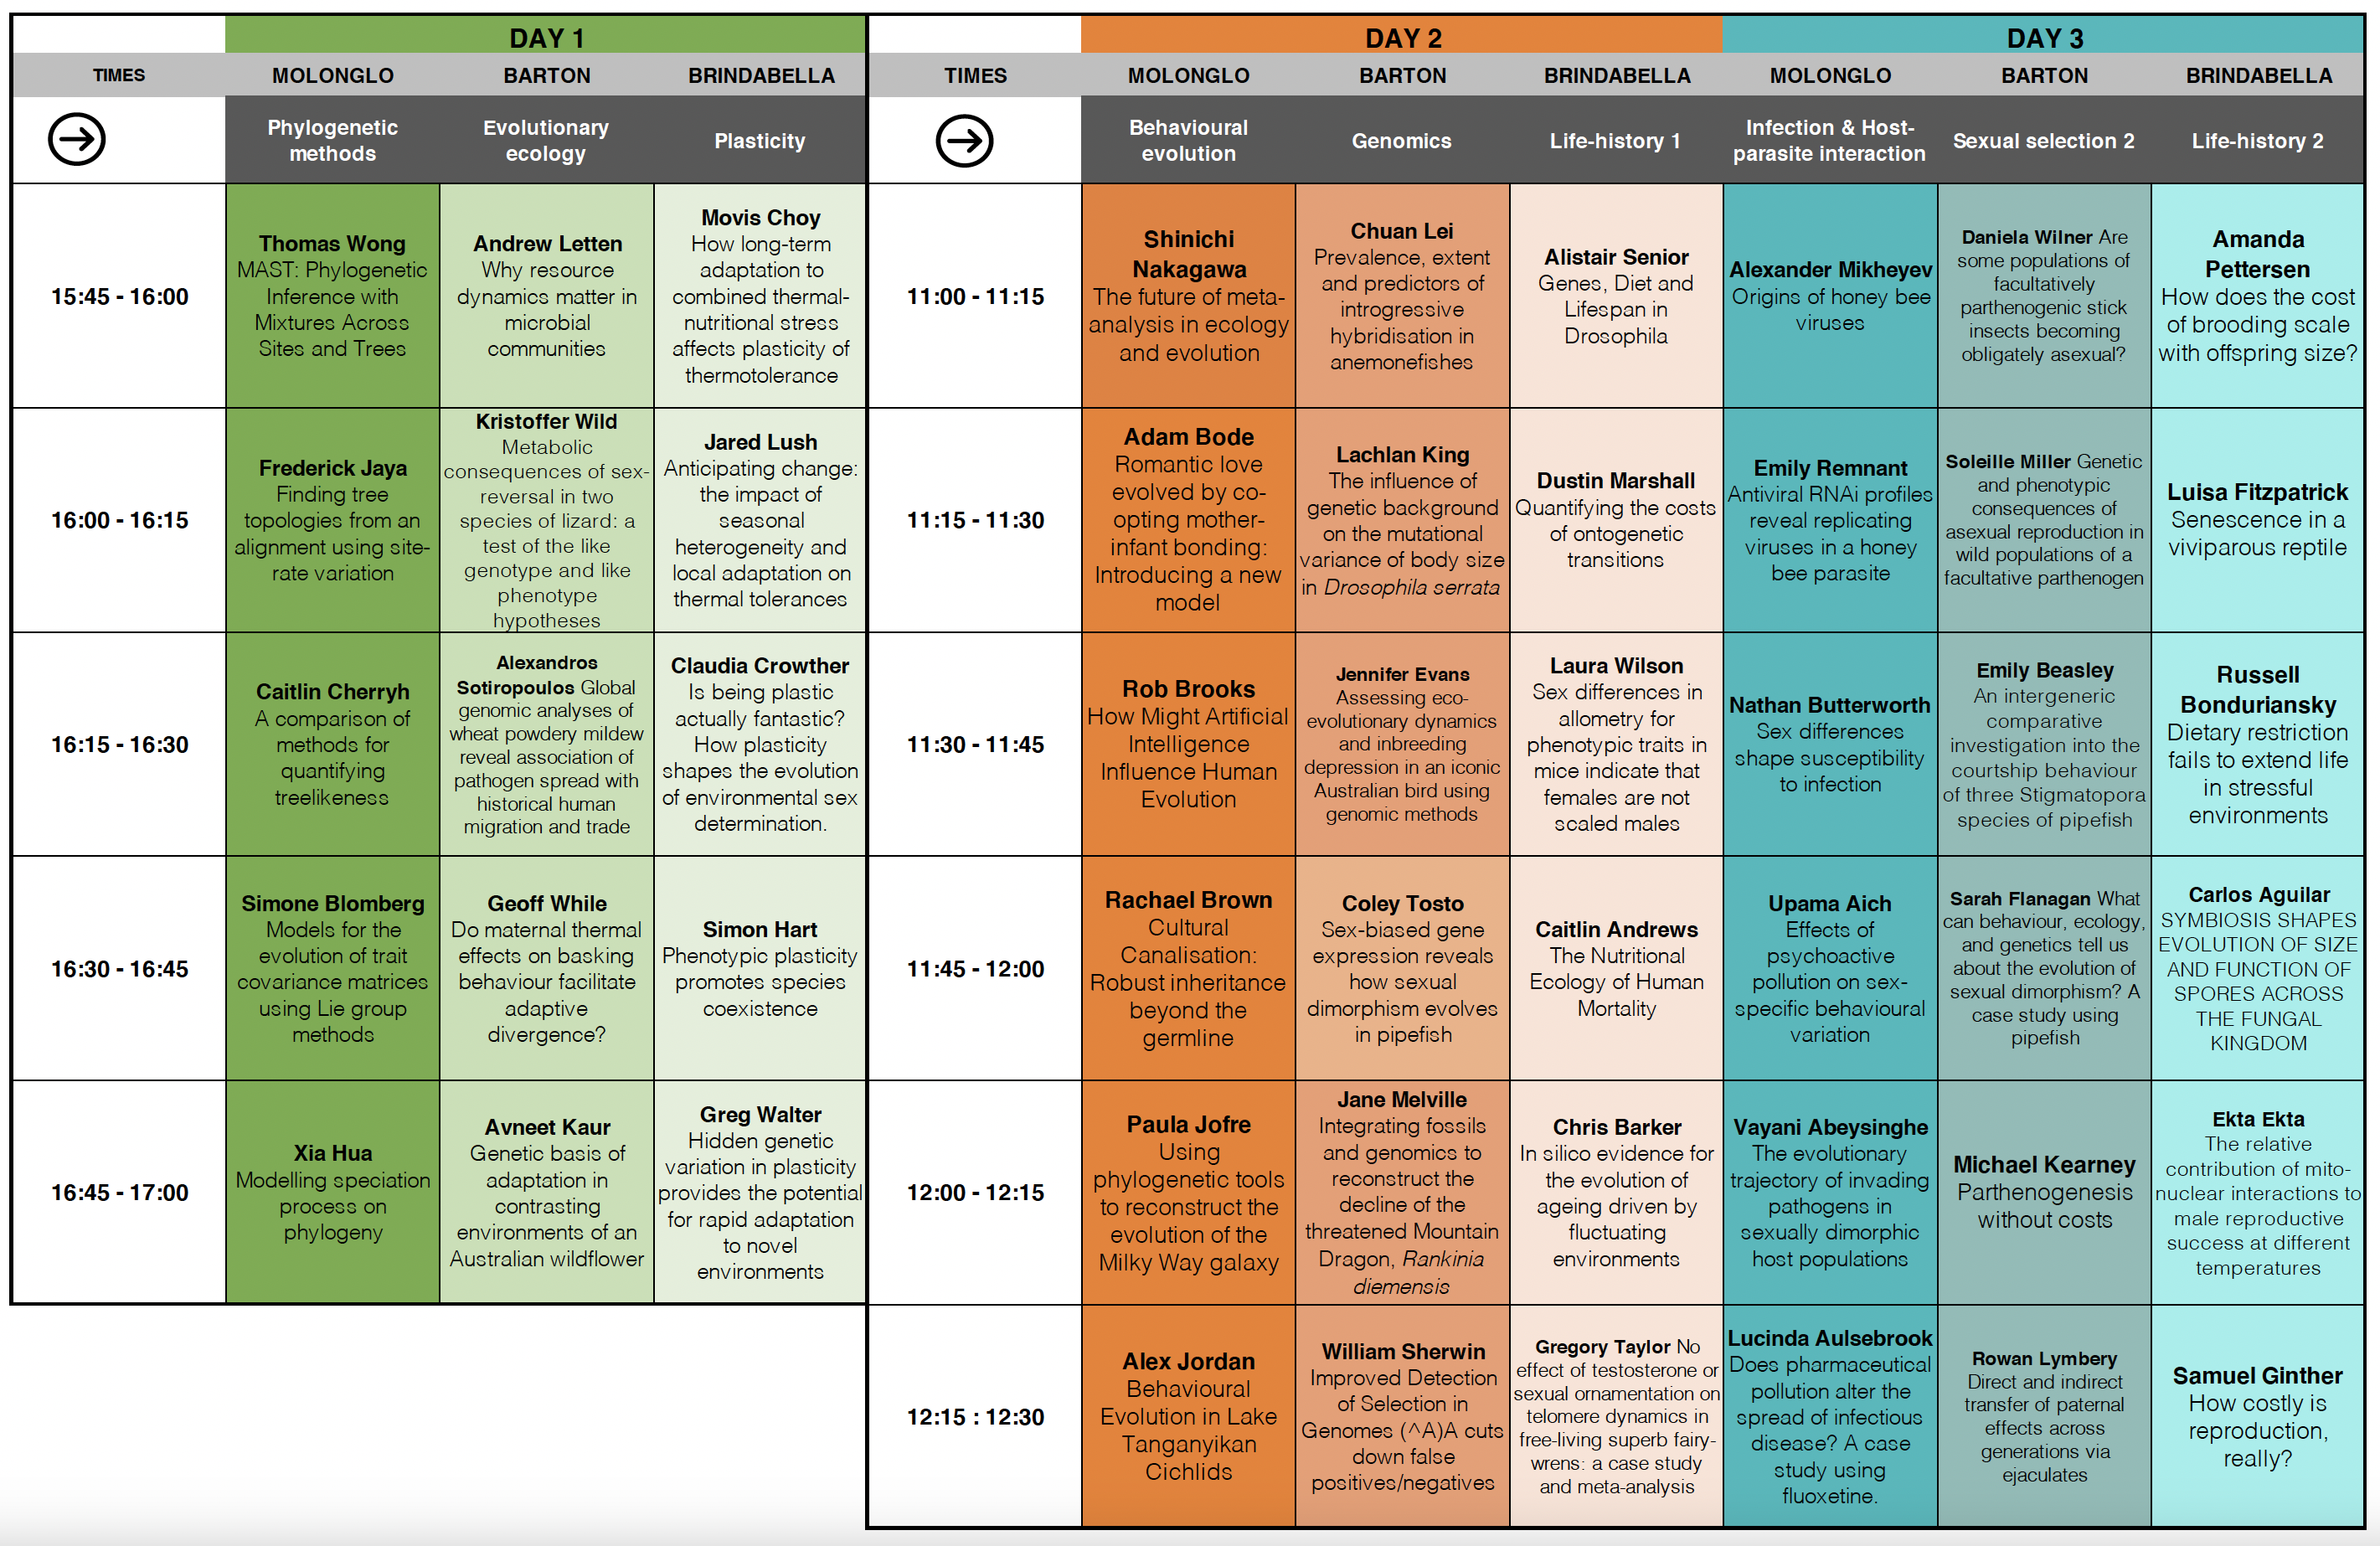 DAY 1
DAY 2
DAY 3
TIMES
MOLONGLO
BARTON
BRINDABELLA
TIMES
MOLONGLO
BARTON
BRINDABELLA
MOLONGLO
BARTON
BRINDABELLA
Phylogenetic
methods
Evolutionary
ecology
Plasticity
Behavioural
evolution
Genomics
Life-history 1
Infection & Host-
parasite interaction
Sexual selection 2
Life-history 2
15:45 - 16:00
Thomas Wong
MAST: Phylogenetic
Inference with
Mixtures Across
Sites and Trees
Andrew Letten
Why resource
dynamics matter in
microbial
communities
Movis Choy
How long-term
adaptation to
combined thermal-
nutritional stress
affects plasticity of
thermotolerance
11:00 - 11:15
Shinichi
Nakagawa
The future of meta-
analysis in ecology
and evolution
Chuan Lei
Prevalence, extent
and predictors of
introgressive
hybridisation in
anemonefishes
Alistair Senior
Genes, Diet and
Lifespan in
Drosophila
Alexander Mikheyev
Origins of honey bee
viruses
Daniela Wilner Are
some populations of
facultatively
parthenogenic stick
insects becoming
obligately asexual?
Amanda
Pettersen
How does the cost
of brooding scale
with offspring size?
16:00 - 16:15
Frederick Jaya
Finding tree
topologies from an
alignment using site-
rate variation
Kristoffer Wild
Metabolic
consequences of sex-
reversal in two
species of lizard: a
test of the like
genotype and like
phenotype
hypotheses
Jared Lush
Anticipating change:
the impact of
seasonal
heterogeneity and
local adaptation on
thermal tolerances
11:15 - 11:30
Adam Bode
Romantic love
evolved by co-
opting mother-
infant bonding:
Introducing a new
model
Lachlan King
The influence of
genetic background
on the mutational
variance of body size
in Drosophila serrata
Dustin Marshall
Quantifying the costs
of ontogenetic
transitions
Emily Remnant
Antiviral RNAi profiles
reveal replicating
viruses in a honey
bee parasite
Soleille Miller Genetic
and phenotypic
consequences of
asexual reproduction in
wild populations of a
facultative parthenogen
Luisa Fitzpatrick
Senescence in a
viviparous reptile
16:15 - 16:30
Caitlin Cherryh
A comparison of
methods for
quantifying
treelikeness
Alexandros
Sotiropoulos Global
genomic analyses of
wheat powdery mildew
reveal association of
pathogen spread with
historical human
migration and trade
Claudia Crowther
Is being plastic
actually fantastic?
How plasticity
shapes the evolution
of environmental sex
determination.
11:30 - 11:45
Rob Brooks
How Might Artificial
Intelligence
Influence Human
Evolution
Jennifer Evans
Assessing eco-
evolutionary dynamics
and inbreeding
depression in an iconic
Australian bird using
genomic methods
Laura Wilson
Sex differences in
allometry for
phenotypic traits in
mice indicate that
females are not
scaled males
Nathan Butterworth
Sex differences
shape susceptibility
to infection
Emily Beasley
An intergeneric
comparative
investigation into the
courtship behaviour
of three Stigmatopora
species of pipefish
Russell
Bonduriansky
Dietary restriction
fails to extend life
in stressful
environments
16:30 - 16:45
Simone Blomberg
Models for the
evolution of trait
covariance matrices
using Lie group
methods
Geoff While
Do maternal thermal
effects on basking
behaviour facilitate
adaptive
divergence?
Simon Hart
Phenotypic plasticity
promotes species
coexistence
11:45 - 12:00
Rachael Brown
Cultural
Canalisation:
Robust inheritance
beyond the
germline
Coley Tosto
Sex-biased gene
expression reveals
how sexual
dimorphism evolves
in pipefish
Caitlin Andrews
The Nutritional
Ecology of Human
Mortality
Upama Aich
Effects of
psychoactive
pollution on sex-
specific behavioural
variation
Sarah Flanagan What
can behaviour, ecology,
and genetics tell us
about the evolution of
sexual dimorphism? A
case study using
pipefish
Carlos Aguilar
SYMBIOSIS SHAPES
EVOLUTION OF SIZE
AND FUNCTION OF
SPORES ACROSS
THE FUNGAL
KINGDOM
16:45 - 17:00
Xia Hua
Modelling speciation
process on
phylogeny
Avneet Kaur
Genetic basis of
adaptation in
contrasting
environments of an
Australian wildflower
Greg Walter
Hidden genetic
variation in plasticity
provides the potential
for rapid adaptation
to novel
environments
12:00 - 12:15
Paula Jofre
Using
phylogenetic tools
to reconstruct the
evolution of the
Milky Way galaxy
Jane Melville
Integrating fossils
and genomics to
reconstruct the
decline of the
threatened Mountain
Dragon, Rankinia
diemensis
Chris Barker
In silico evidence for
the evolution of
ageing driven by
fluctuating
environments
Vayani Abeysinghe
The evolutionary
trajectory of invading
pathogens in
sexually dimorphic
host populations
Michael Kearney
Parthenogenesis
without costs
Ekta Ekta
The relative
contribution of mito-
nuclear interactions to
male reproductive
success at different
temperatures
12:15 : 12:30
Alex Jordan
Behavioural
Evolution in Lake
Tanganyikan
Cichlids
William Sherwin
Improved Detection
of Selection in
Genomes (^A)A cuts
down false
positives/negatives
Gregory Taylor No
effect of testosterone or
sexual ornamentation on
telomere dynamics in
free-living superb fairy-
wrens: a case study
and meta-analysis
Lucinda Aulsebrook
Does pharmaceutical
pollution alter the
spread of infectious
disease? A case
study using
fluoxetine.
Rowan Lymbery
Direct and indirect
transfer of paternal
effects across
generations via
ejaculates
Samuel Ginther
How costly is
reproduction,
really?